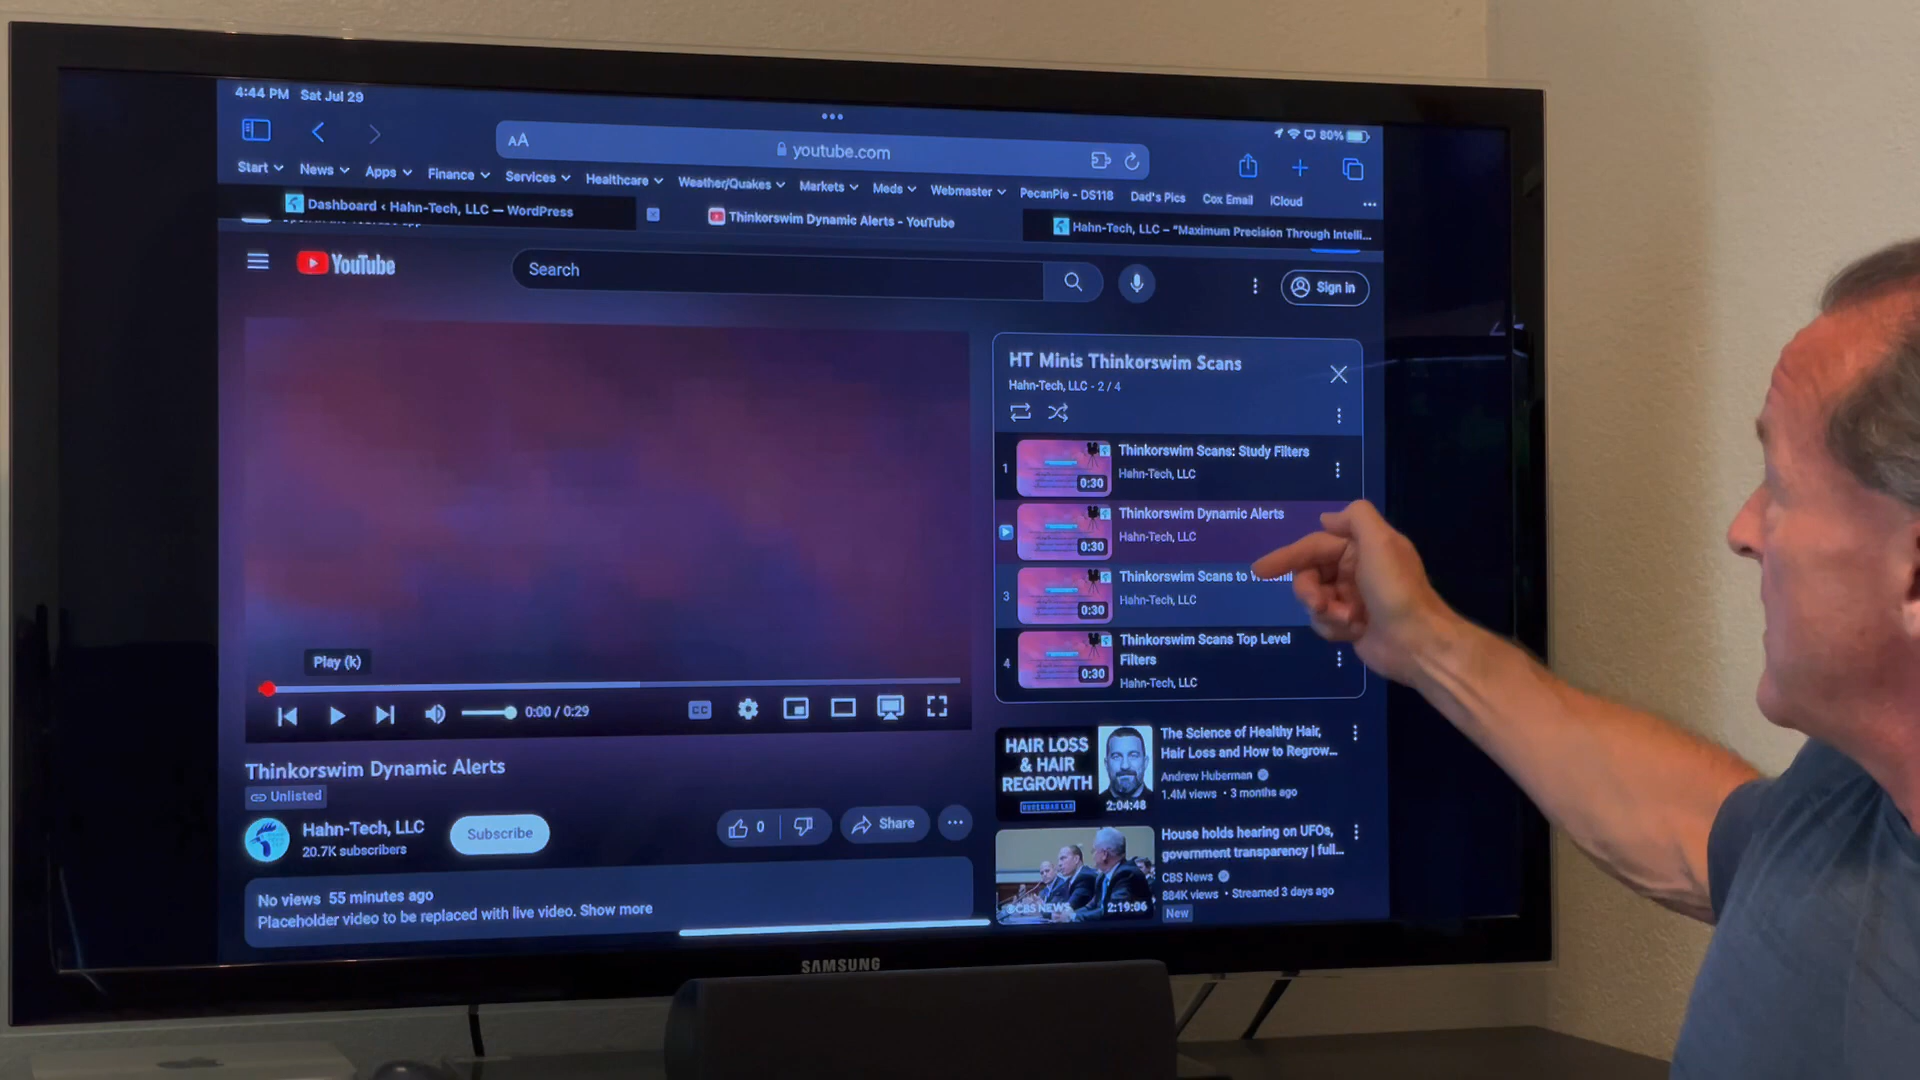 4:44 PM Sat Jul 29
80%
AA
youtube.com
Start News Apps Finance Services Healthcare Weather/Quakes Markets Meds Webmaster PecanPie - DS118 Dad's Pics Cox Email iCloud
Dashboard ‹ Hahn-Tech, LLC — WordPress
Thinkorswim Dynamic Alerts - YouTube
Hahn-Tech, LLC – "Maximum Precision Through Intelli...
YouTube
Search
Sign in
HT Minis Thinkorswim Scans
Hahn-Tech, LLC - 2 / 4
1
Thinkorswim Scans: Study Filters
Hahn-Tech, LLC
0:30
Thinkorswim Dynamic Alerts
Hahn-Tech, LLC
0:30
3
Thinkorswim Scans to
Hahn-Tech, LLC
0:30
4
Thinkorswim Scans Top Level
Filters
Hahn-Tech, LLC
0:30
Play (k)
0:00 / 0:29
CC
Thinkorswim Dynamic Alerts
Unlisted
Hahn-Tech, LLC
20.7K subscribers
Subscribe
0
Share
No views 55 minutes ago
Placeholder video to be replaced with live video. Show more
HAIR LOSS
& HAIR
REGROWTH
HUBERMAN LAB
2:04:48
The Science of Healthy Hair,
Hair Loss and How to Regrow...
Andrew Huberman
1.4M views • 3 months ago
House holds hearing on UFOs,
government transparency | full...
CBS News
884K views • Streamed 3 days ago
New
CBS NEWS
2:19:06
SAMSUNG